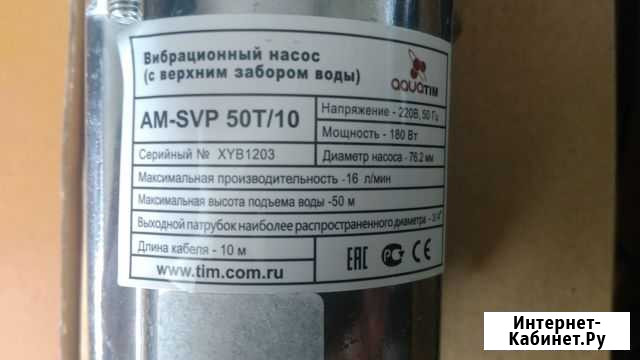 Вибрационный насос
(с верхним забором воды)
aquaTIM
AM-SVP 50T/10
Напряжение - 220В, 50 Гц
Мощность - 180 Вт
Серийный № XYB1203
Диаметр насоса - 76.2 мм
Максимальная производительность -16 л/мин
Максимальная высота подъема воды -50 м
Выходной патрубок наиболее распространенного диаметра - 3/4"
Длина кабеля - 10 м
www.tim.com.ru
EAC
PC
CE
Интернет-
Кабинет.Ру